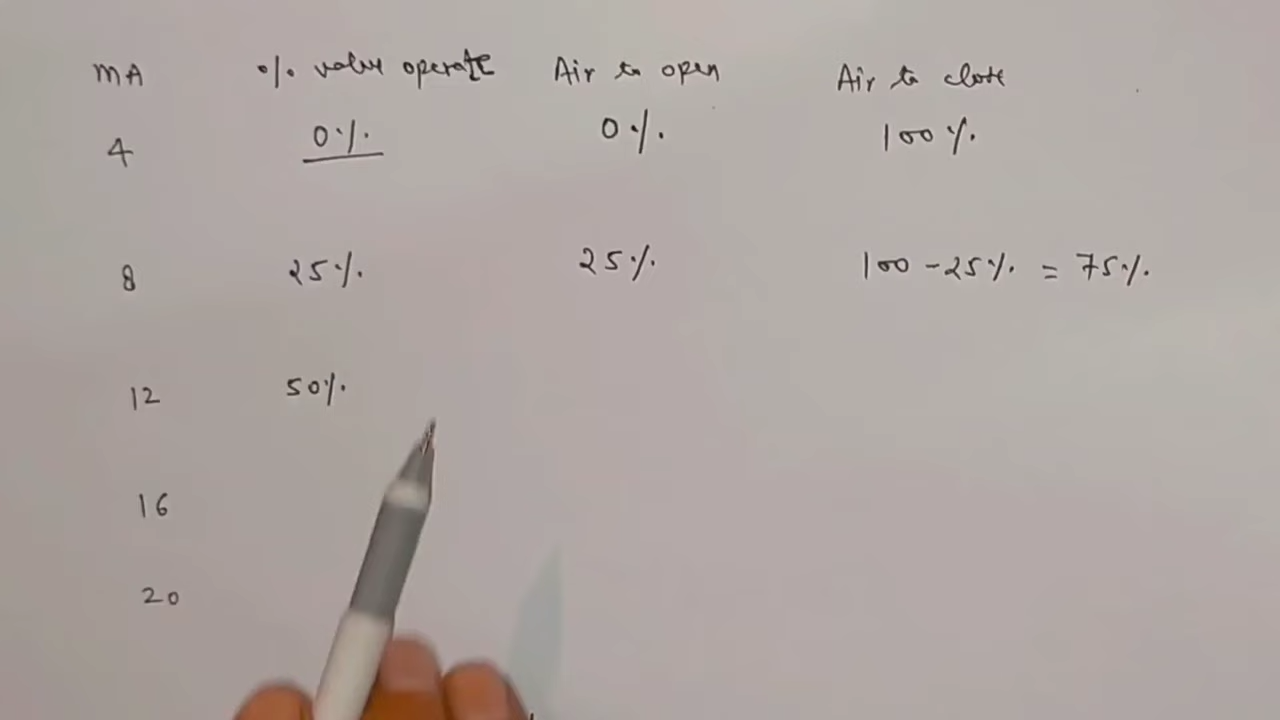 MA % valve operate Air to open Air to close
4 0%. 0%. 100%.
8 25%. 25%. 100 - 25%. = 75%.
12 50%.
16
20